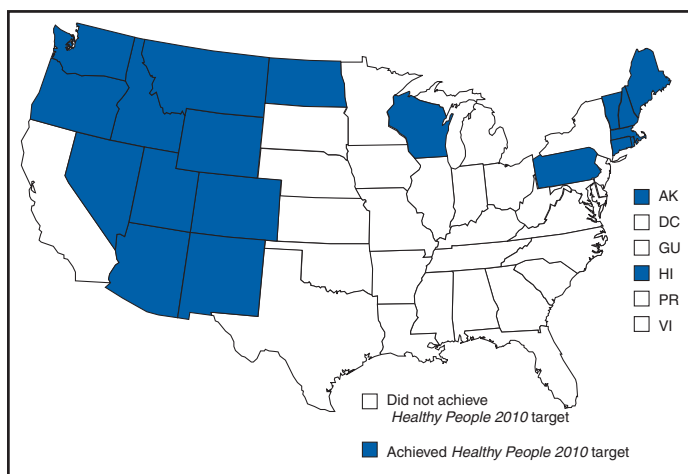 AK
DC
GU
HI
PR
VI
Did not achieve
Healthy People 2010 target
Achieved Healthy People 2010 target